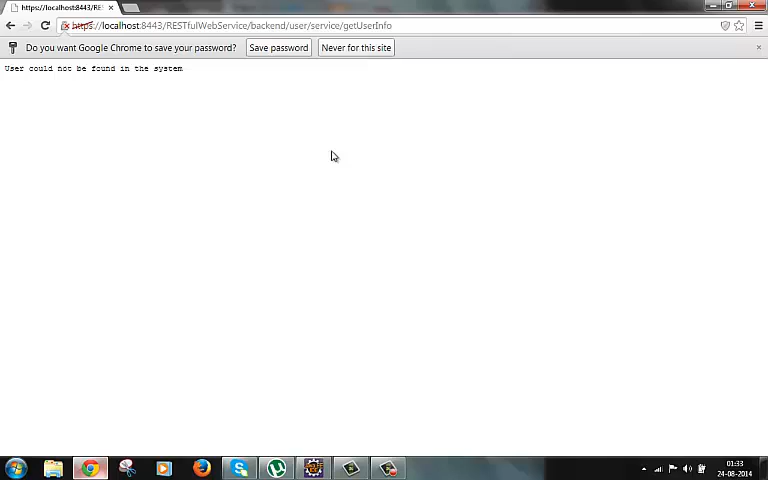 https://localhost:8443/RES
https://localhost:8443/RESTfulWebService/backend/user/service/getUserInfo
Do you want Google Chrome to save your password?
Save password
Never for this site
User could not be found in the system
01:33
24-08-2014